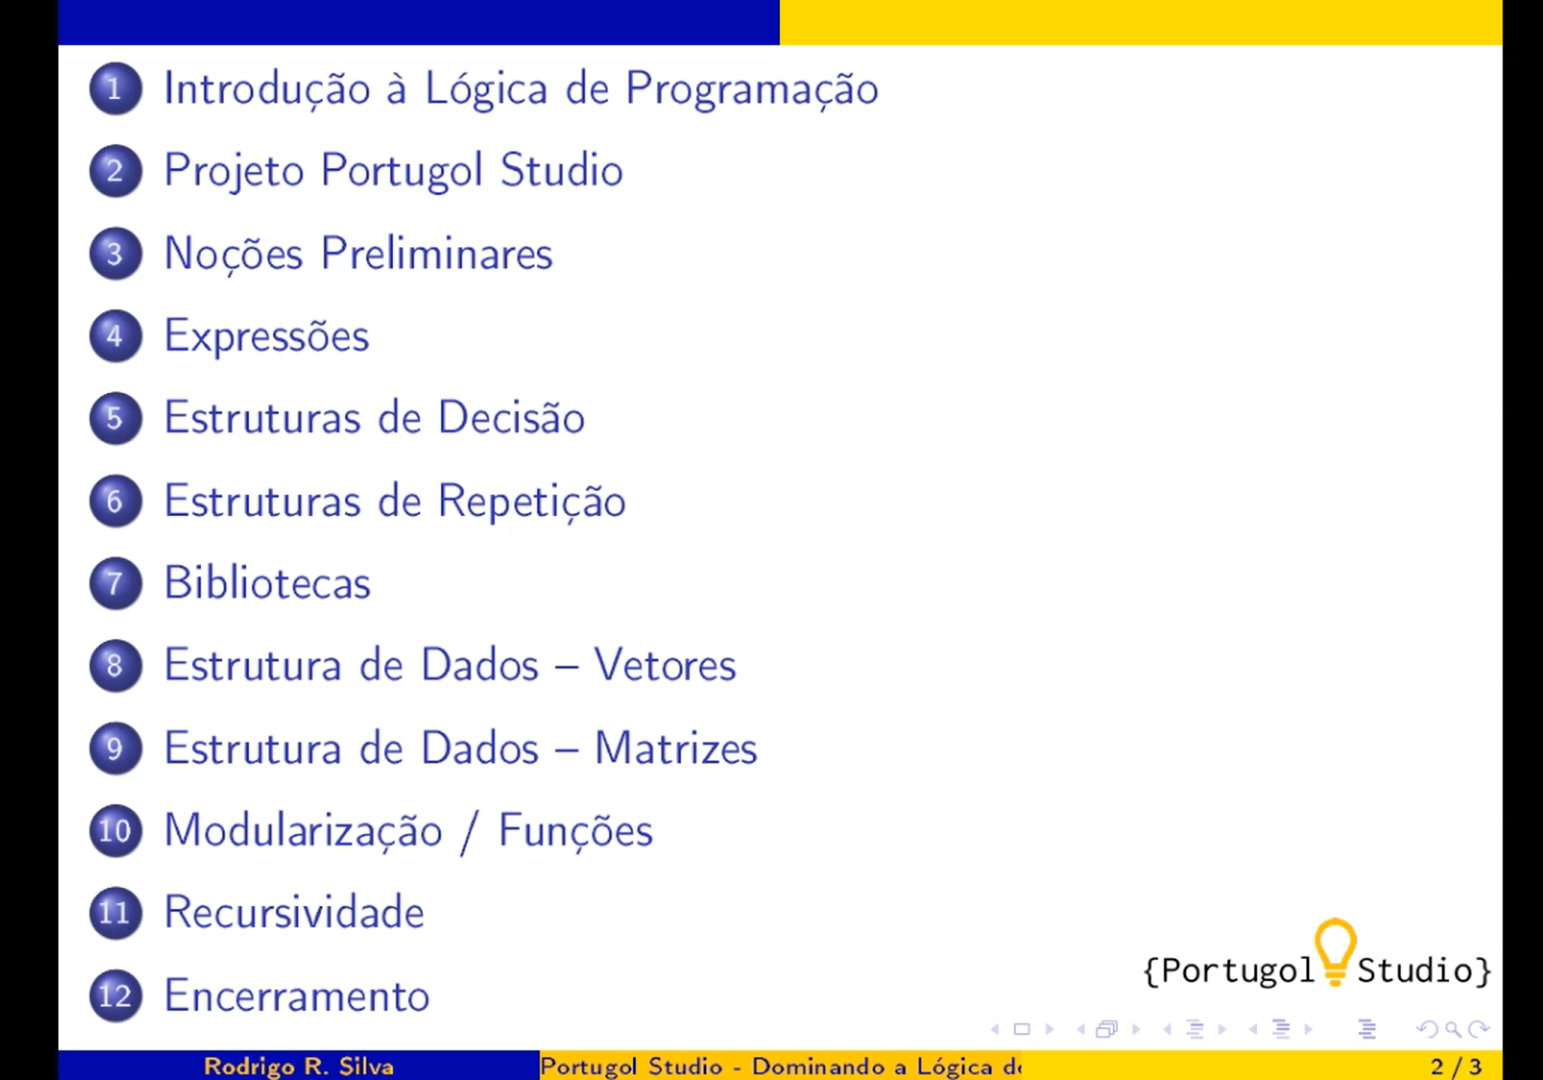 1 Introdução à Lógica de Programação
2 Projeto Portugol Studio
3 Noções Preliminares
4 Expressões
5 Estruturas de Decisão
6 Estruturas de Repetição
7 Bibliotecas
8 Estrutura de Dados – Vetores
9 Estrutura de Dados – Matrizes
10 Modularização / Funções
11 Recursividade
12 Encerramento
{Portugol Studio}
Rodrigo R. Silva Portugol Studio - Dominando a Lógica de 2 / 3